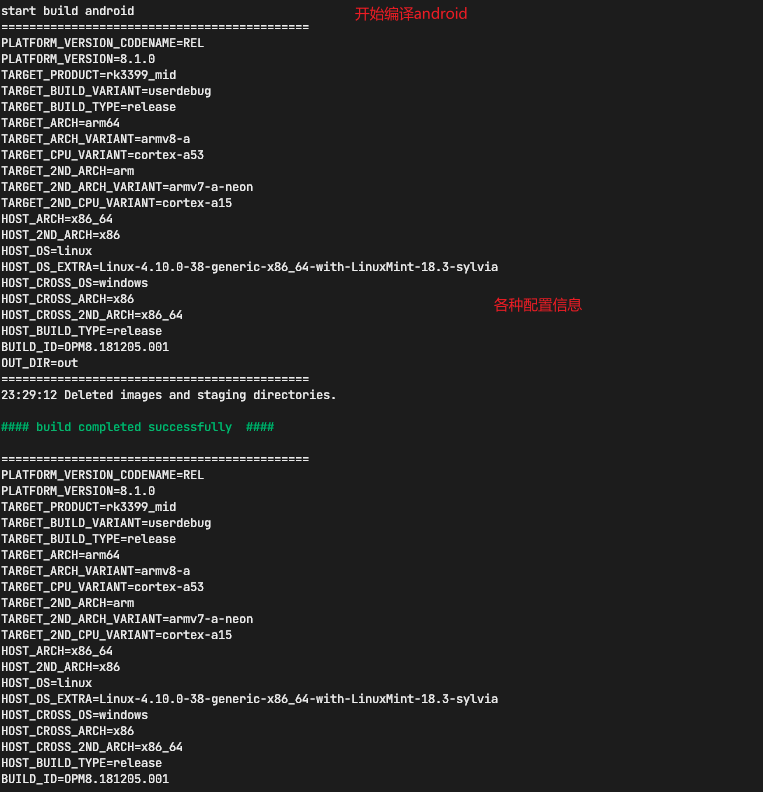 start build android
开始编译android
============================================
PLATFORM_VERSION_CODENAME=REL
PLATFORM_VERSION=8.1.0
TARGET_PRODUCT=rk3399_mid
TARGET_BUILD_VARIANT=userdebug
TARGET_BUILD_TYPE=release
TARGET_ARCH=arm64
TARGET_ARCH_VARIANT=armv8-a
TARGET_CPU_VARIANT=cortex-a53
TARGET_2ND_ARCH=arm
TARGET_2ND_ARCH_VARIANT=armv7-a-neon
TARGET_2ND_CPU_VARIANT=cortex-a15
HOST_ARCH=x86_64
HOST_2ND_ARCH=x86
HOST_OS=linux
HOST_OS_EXTRA=Linux-4.10.0-38-generic-x86_64-with-LinuxMint-18.3-sylvia
HOST_CROSS_OS=windows
HOST_CROSS_ARCH=x86
各种配置信息
HOST_CROSS_2ND_ARCH=x86_64
HOST_BUILD_TYPE=release
BUILD_ID=OPM8.181205.001
OUT_DIR=out
============================================
23:29:12 Deleted images and staging directories.
#### build completed successfully  ####
============================================
PLATFORM_VERSION_CODENAME=REL
PLATFORM_VERSION=8.1.0
TARGET_PRODUCT=rk3399_mid
TARGET_BUILD_VARIANT=userdebug
TARGET_BUILD_TYPE=release
TARGET_ARCH=arm64
TARGET_ARCH_VARIANT=armv8-a
TARGET_CPU_VARIANT=cortex-a53
TARGET_2ND_ARCH=arm
TARGET_2ND_ARCH_VARIANT=armv7-a-neon
TARGET_2ND_CPU_VARIANT=cortex-a15
HOST_ARCH=x86_64
HOST_2ND_ARCH=x86
HOST_OS=linux
HOST_OS_EXTRA=Linux-4.10.0-38-generic-x86_64-with-LinuxMint-18.3-sylvia
HOST_CROSS_OS=windows
HOST_CROSS_ARCH=x86
HOST_CROSS_2ND_ARCH=x86_64
HOST_BUILD_TYPE=release
BUILD_ID=OPM8.181205.001